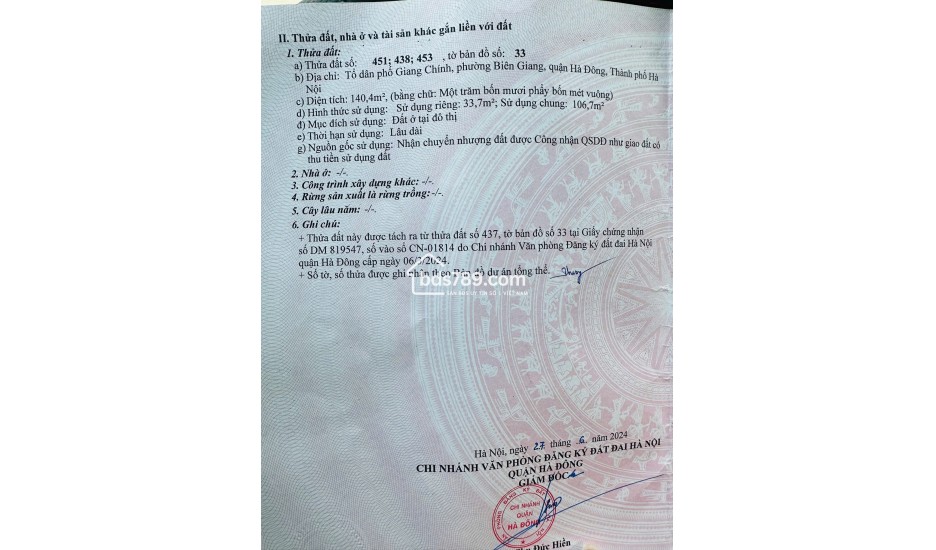 II. Thửa đất, nhà ở và tài sản khác gắn liền với đất
1. Thửa đất:
a) Thửa đất số: 451; 438; 453 , tờ bản đồ số: 33
b) Địa chỉ: Tổ dân phố Giang Chính, phường Biên Giang, quận Hà Đông, Thành phố Hà
Nội
c) Diện tích: 140,4m², (bằng chữ: Một trăm bốn mươi phẩy bốn mét vuông)
d) Hình thức sử dụng: Sử dụng riêng: 33,7m²; Sử dụng chung: 106,7m²
đ) Mục đích sử dụng: Đất ở tại đô thị
e) Thời hạn sử dụng: Lâu dài
g) Nguồn gốc sử dụng: Nhận chuyển nhượng đất được Công nhận QSDĐ như giao đất có
thu tiền sử dụng đất
2. Nhà ở: -/-.
3. Công trình xây dựng khác: -/-.
4. Rừng sản xuất là rừng trồng:-/-.
5. Cây lâu năm: -/-.
6. Ghi chú:
+ Thửa đất này được tách ra từ thửa đất số 437, tờ bản đồ số 33 tại Giấy chứng nhận
số DM 819547, số vào sổ CN-01814 do Chi nhánh Văn phòng Đăng ký đất đai Hà Nội
quận Hà Đông cấp ngày 06/3/2024.
+ Số tờ, số thửa được ghi nhận theo Bản đồ dự án tổng thể.
bds789.com
Hà Nội, ngày 27 tháng 6 năm 2024
CHI NHÁNH VĂN PHÒNG ĐĂNG KÝ ĐẤT ĐAI HÀ NỘI
QUẬN HÀ ĐÔNG
GIÁM ĐỐC
CHI NHÁNH
QUẬN
HÀ ĐÔNG
Đức Hiền